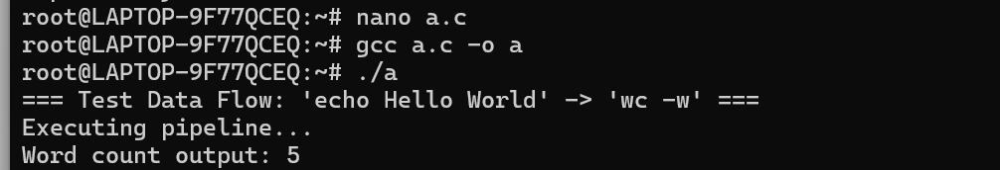 root@LAPTOP-9F77QCEQ:~# nano a.c
root@LAPTOP-9F77QCEQ:~# gcc a.c -o a
root@LAPTOP-9F77QCEQ:~# ./a
=== Test Data Flow: 'echo Hello World' -> 'wc -w' ===
Executing pipeline...
Word count output: 5